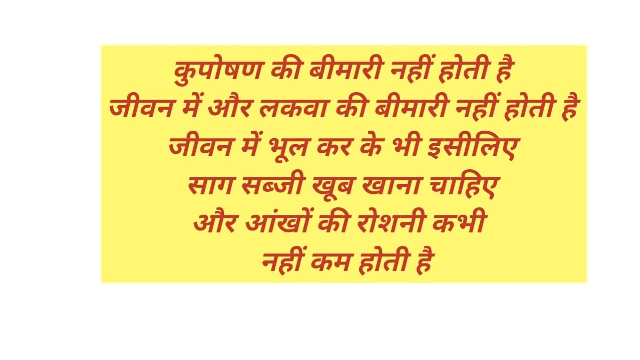 कुपोषण की बीमारी नहीं होती है
जीवन में और लकवा की बीमारी नहीं होती है
जीवन में भूल कर के भी इसीलिए
साग सब्जी खूब खाना चाहिए
और आंखों की रोशनी कभी
नहीं कम होती है